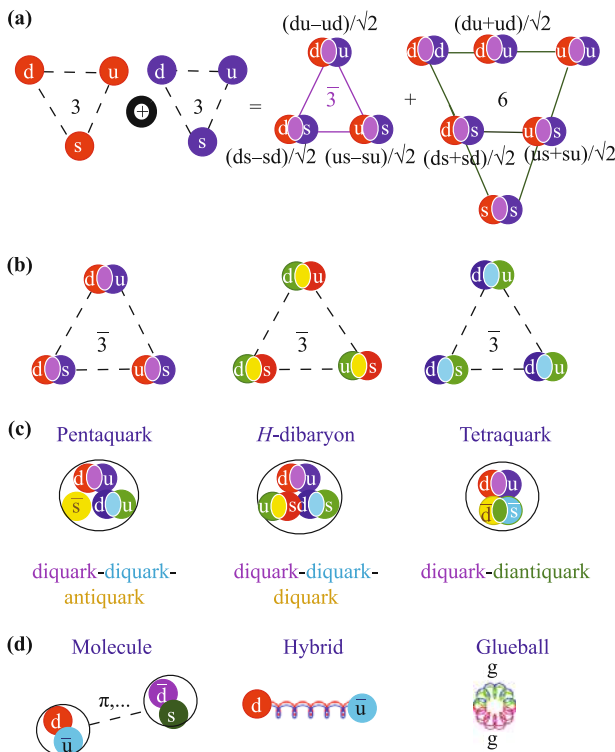 (a)
(du–ud)/√2 (du+ud)/√2
d u d u d u d d d u u u
3 3 = 3̅ + 6
s s d s u s d s u s
(ds–sd)/√2 (us–su)/√2 (ds+sd)/√2 (us+su)/√2
s s
(b)
d u d u d u
3̅ 3̅ 3̅
d s u s d s u s d s d u
(c)
Pentaquark H-dibaryon Tetraquark
d u d u d u
s̅ d u u s d s d̅ s̅
diquark-diquark- diquark-diquark- diquark-diantiquark
antiquark diquark
(d)
Molecule Hybrid Glueball
g
π,... d̅
d s d u̅
u̅ g